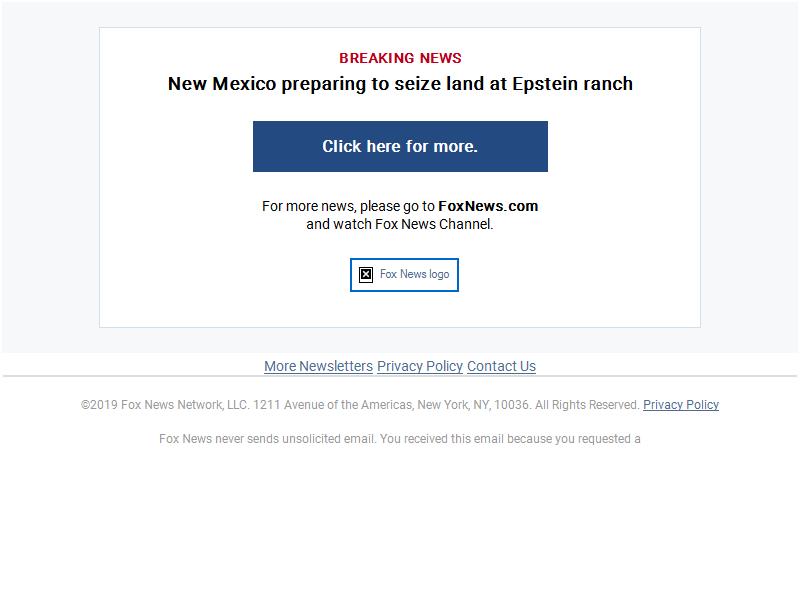 BREAKING NEWS
New Mexico preparing to seize land at Epstein ranch
Click here for more.
For more news, please go to FoxNews.com
and watch Fox News Channel.
Fox News logo
More Newsletters Privacy Policy Contact Us
©2019 Fox News Network, LLC. 1211 Avenue of the Americas, New York, NY, 10036. All Rights Reserved. Privacy Policy
Fox News never sends unsolicited email. You received this email because you requested a